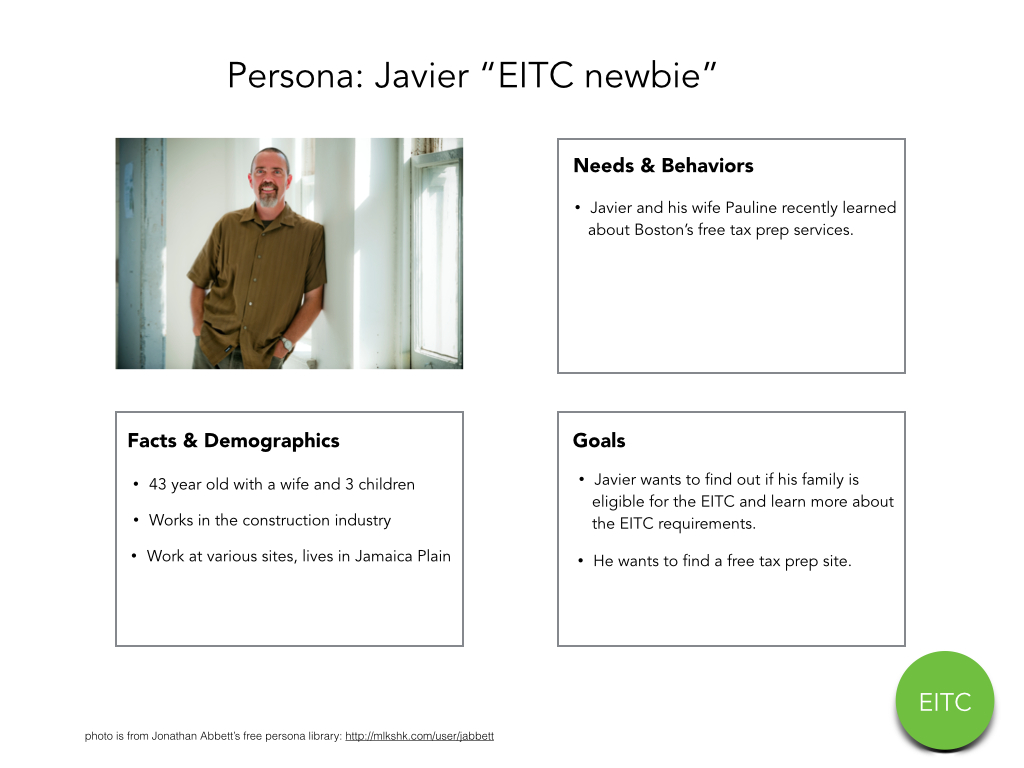 Persona: Javier “EITC newbie”
Needs & Behaviors
• Javier and his wife Pauline recently learned
about Boston’s free tax prep services.
Facts & Demographics
• 43 year old with a wife and 3 children
• Works in the construction industry
• Work at various sites, lives in Jamaica Plain
Goals
• Javier wants to find out if his family is
eligible for the EITC and learn more about
the EITC requirements.
• He wants to find a free tax prep site.
EITC
photo is from Jonathan Abbett’s free persona library: http://mlkshk.com/user/jabbett